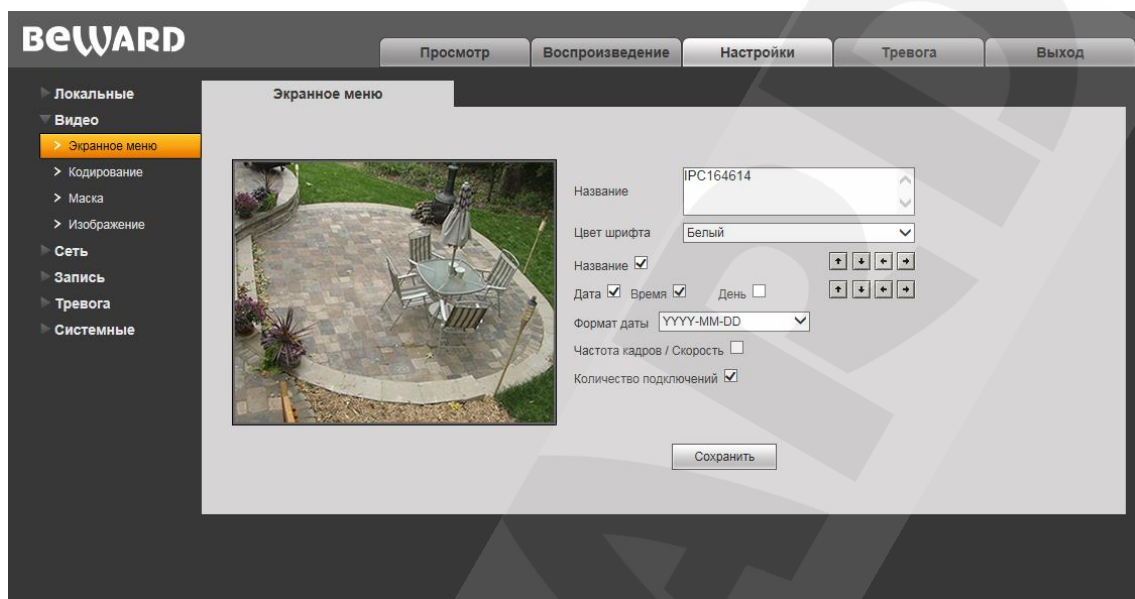 BEWARD
Просмотр
Воспроизведение
Настройки
Тревога
Выход
Локальные
Видео
> Экранное меню
> Кодирование
> Маска
> Изображение
Сеть
Запись
Тревога
Системные
Экранное меню
Название IPC164614
Цвет шрифта Белый
Название
Дата Время День
Формат даты YYYY-MM-DD
Частота кадров / Скорость
Количество подключений
Сохранить